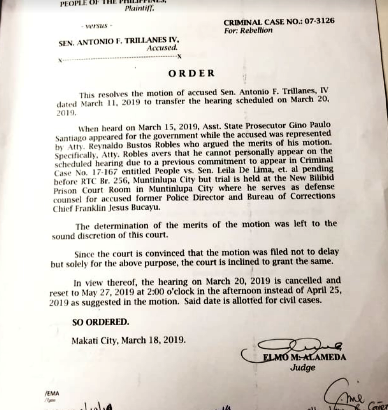 PEOPLE OF THE PHILIPPINES,
Plaintiff,
- versus -
CRIMINAL CASE NO.: 07-3126
For: Rebellion
SEN. ANTONIO F. TRILLANES IV,
Accused.
x-------------------------------------x
ORDER
This resolves the motion of accused Sen. Antonio F. Trillanes, IV
dated March 11, 2019 to transfer the hearing scheduled on March 20,
2019.
When heard on March 15, 2019, Asst. State Prosecutor Gino Paulo
Santiago appeared for the government while the accused was represented
by Atty. Reynaldo Bustos Robles who argued the merits of his motion.
Specifically, Atty. Robles avers that he cannot personally appear on the
scheduled hearing due to a previous commitment to appear in Criminal
Case No. 17-167 entitled People vs. Sen. Leila De Lima, et. al pending
before RTC Br. 256, Muntinlupa City but trial is held at the New Bilibid
Prison Court Room in Muntinlupa City where he serves as defense
counsel for accused former Police Director and Bureau of Corrections
Chief Franklin Jesus Bucayu.
The determination of the merits of the motion was left to the
sound discretion of this court.
Since the court is convinced that the motion was filed not to delay
but solely for the above purpose, the court is inclined to grant the same.
In view thereof, the hearing on March 20, 2019 is cancelled and
reset to May 27, 2019 at 2:00 o'clock in the afternoon instead of April 25,
2019 as suggested in the motion. Said date is allotted for civil cases.
SO ORDERED.
Makati City, March 18, 2019.
ELMO M. ALAMEDA
Judge
/EMA